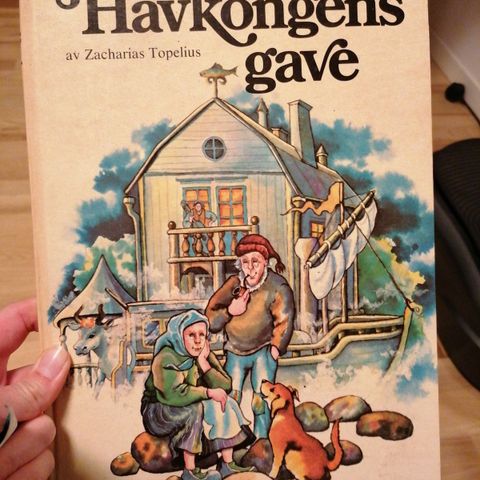 Havkongens
av Zacharias Topelius
gave